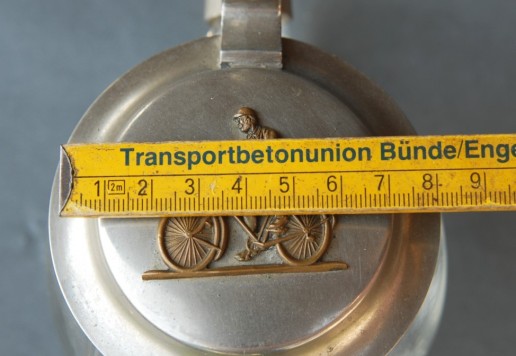 Transportbetonunion Bünde/Enge
1 2m 2 3 4 5 6 7 8 9